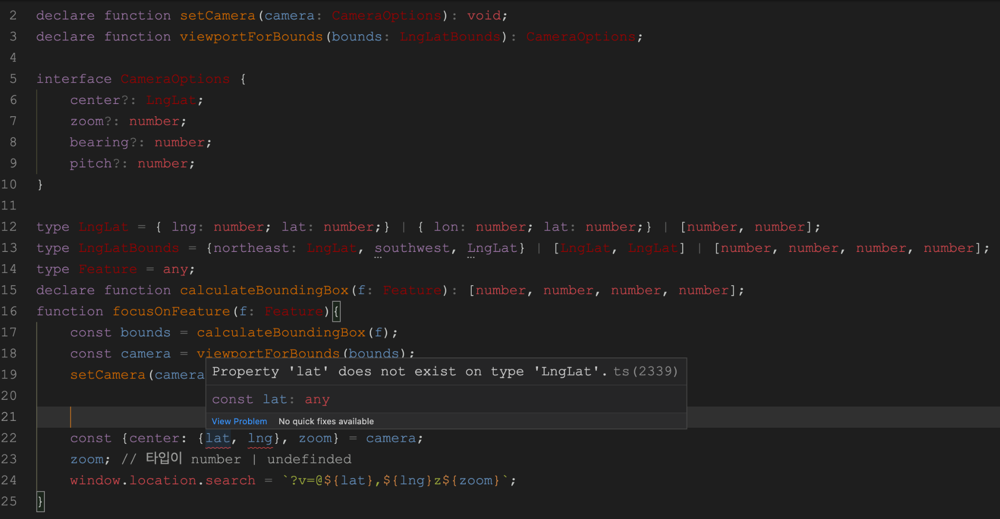 2 declare function setCamera(camera: CameraOptions): void;
3 declare function viewportForBounds(bounds: LngLatBounds): CameraOptions;
4
5 interface CameraOptions {
6 center?: LngLat;
7 zoom?: number;
8 bearing?: number;
9 pitch?: number;
10 }
11
12 type LngLat = { lng: number; lat: number;} | { lon: number; lat: number;} | [number, number];
13 type LngLatBounds = {northeast: LngLat, southwest, LngLat} | [LngLat, LngLat] | [number, number, number, number];
14 type Feature = any;
15 declare function calculateBoundingBox(f: Feature): [number, number, number, number];
16 function focusOnFeature(f: Feature){
17 const bounds = calculateBoundingBox(f);
18 const camera = viewportForBounds(bounds);
19 setCamera(camera
Property 'lat' does not exist on type 'LngLat'. ts(2339)
20
const lat: any
21
View Problem No quick fixes available
22 const {center: {lat, lng}, zoom} = camera;
23 zoom; // 타입이 number | undefinded
24 window.location.search = `?v=@${lat},${lng}z${zoom}`;
25 }